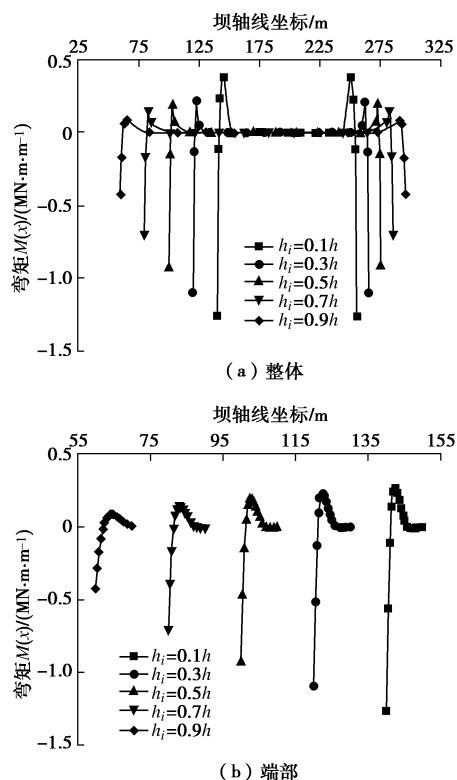 坝轴线坐标/m
25 75 125 175 225 275 325
0.5
0
-0.5
-1.0
-1.5
弯矩M(x)/(MN·m·m⁻¹)
hᵢ=0.1h
hᵢ=0.3h
hᵢ=0.5h
hᵢ=0.7h
hᵢ=0.9h
（a）整体
坝轴线坐标/m
55 75 95 115 135 155
0.5
0
-0.5
-1.0
-1.5
弯矩M(x)/(MN·m·m⁻¹)
hᵢ=0.1h
hᵢ=0.3h
hᵢ=0.5h
hᵢ=0.7h
hᵢ=0.9h
（b）端部